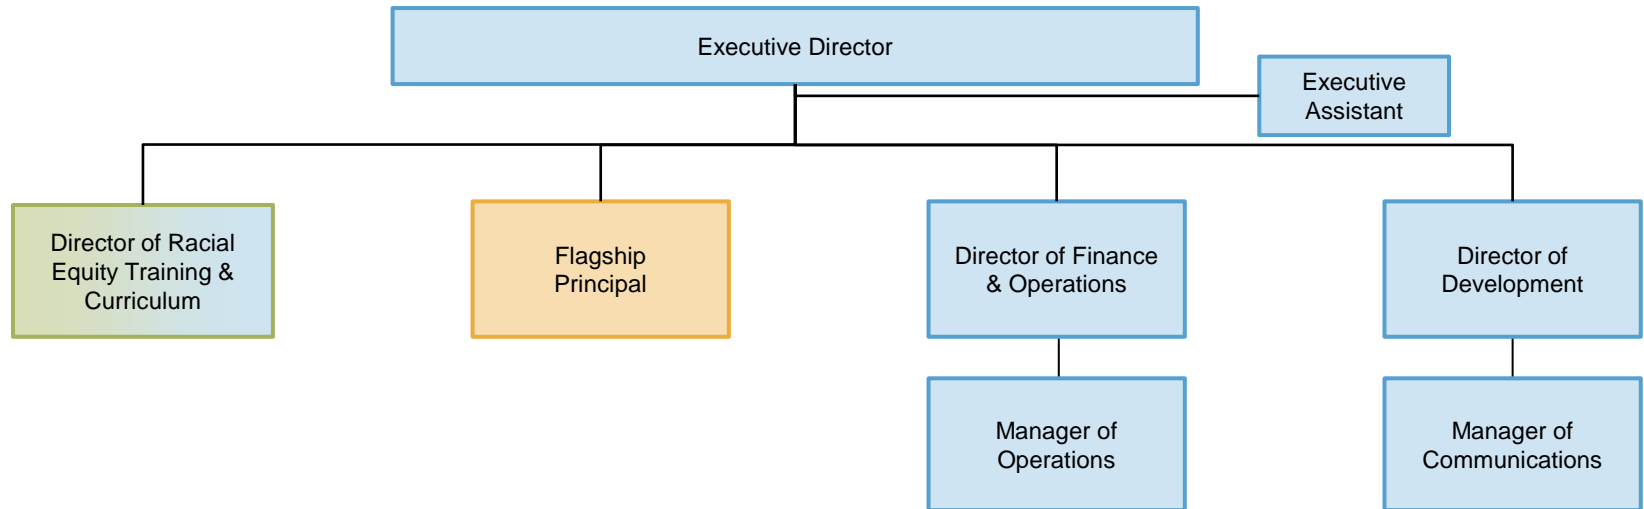 Executive Director
Executive
Assistant
Director of Racial
Equity Training &
Curriculum
Flagship
Principal
Director of Finance
& Operations
Director of
Development
Manager of
Operations
Manager of
Communications